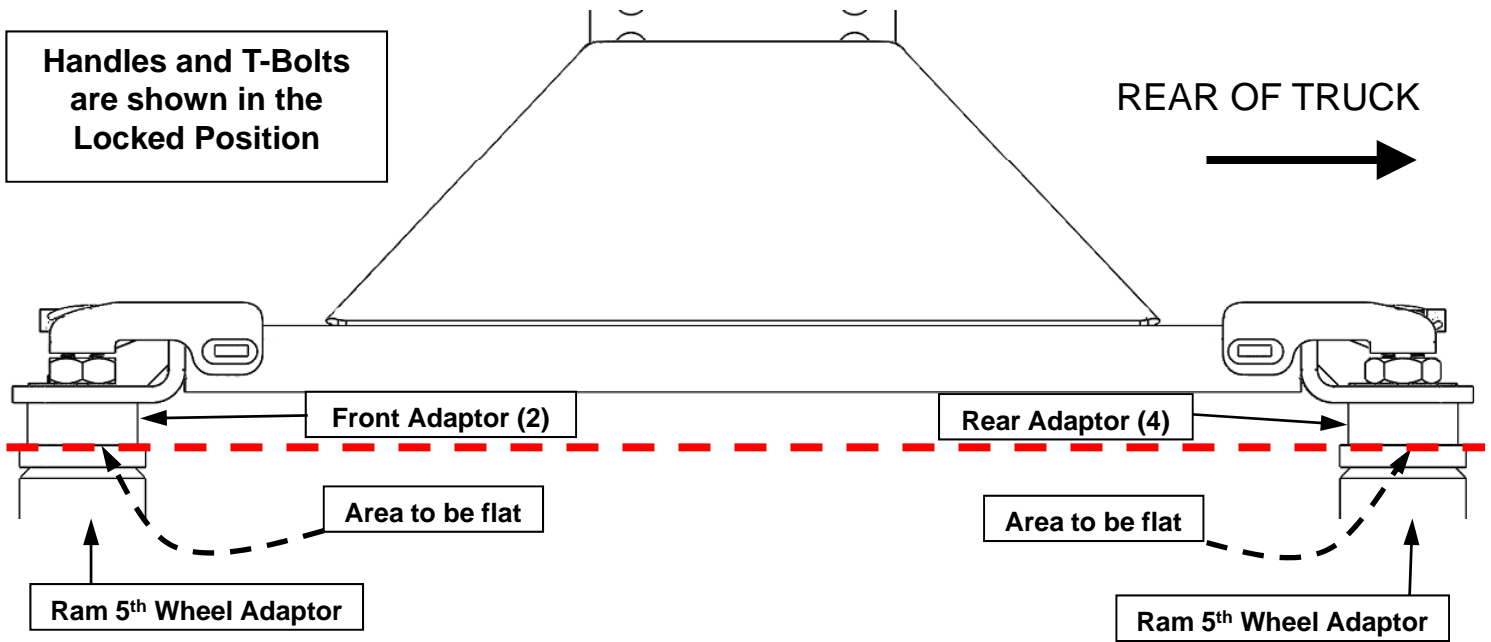 Handles and T-Bolts
are shown in the
Locked Position
REAR OF TRUCK
Front Adaptor (2)
Rear Adaptor (4)
Area to be flat
Area to be flat
Ram 5th Wheel Adaptor
Ram 5th Wheel Adaptor